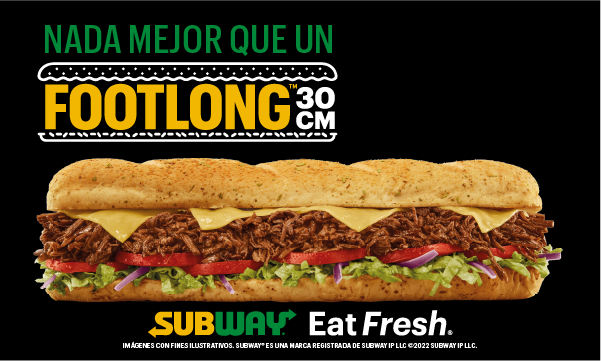 NADA MEJOR QUE UN
FOOTLONG™ 30 CM
SUBWAY® Eat Fresh®
IMÁGENES CON FINES ILUSTRATIVOS. SUBWAY® ES UNA MARCA REGISTRADA DE SUBWAY IP LLC ©2022 SUBWAY IP LLC.